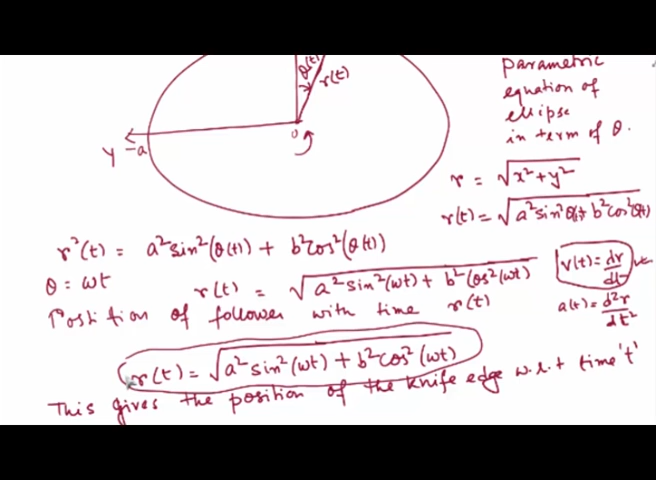 θ(t)
r(t)
0
Y -a
parametric
equation of
ellipse
in term of θ.
r = √x²+y²
r(t) = √a²sin²θ(t)+ b²cos²θ(t)
r²(t) = a²sin²(θ(t)) + b²cos²(θ(t))
θ = ωt
r(t) = √a²sin²(ωt) + b²cos²(ωt)
v(t) = dr/dt
a(t) = d²r/dt²
Position of follower with time r(t)
r(t) = √a²sin²(ωt) + b²cos²(ωt)
This gives the position of the knife edge w.r.t time 't'